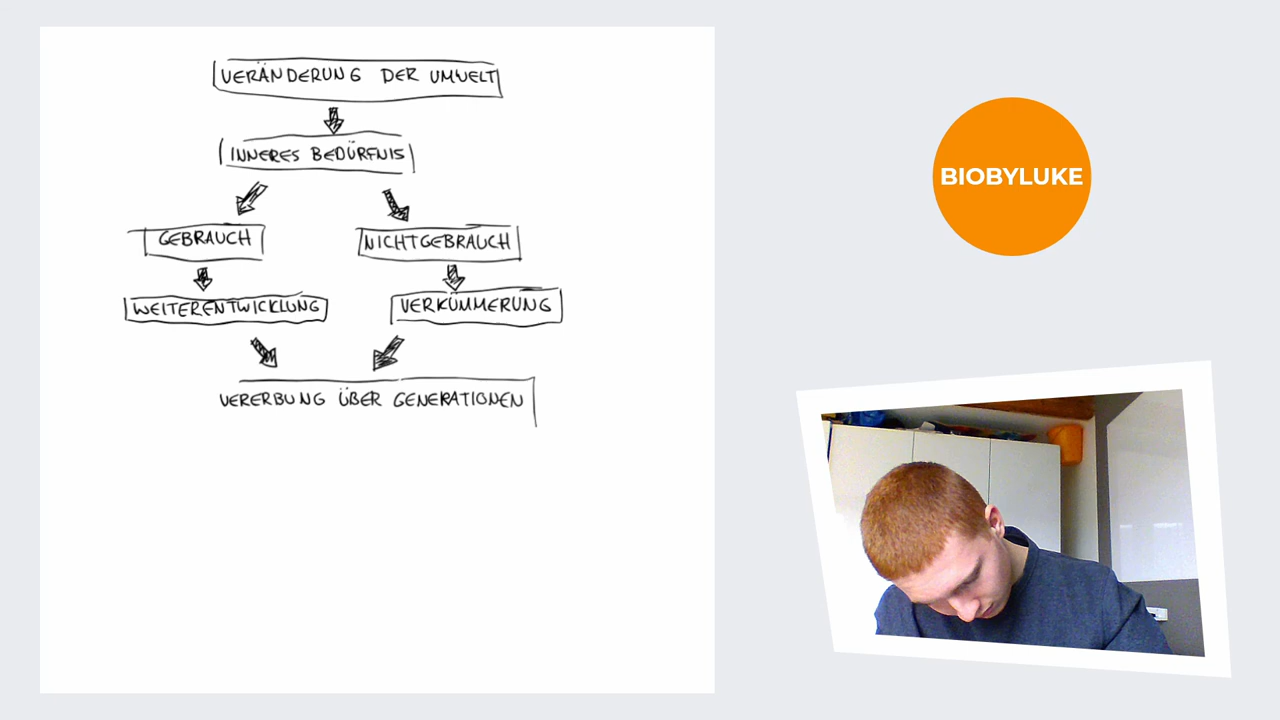 VERÄNDERUNG DER UMWELT
INNERES BEDÜRFNIS
GEBRAUCH
NICHTGEBRAUCH
WEITERENTWICKLUNG
VERKÜMMERUNG
VERERBUNG ÜBER GENERATIONEN
BIOBYLUKE